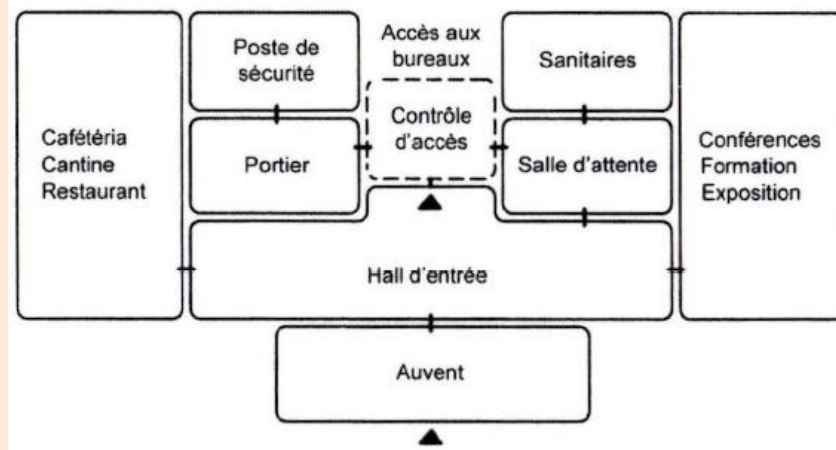 Poste de
sécurité
Accès aux
bureaux
Sanitaires
Cafétéria
Cantine
Restaurant
Portier
Contrôle
d'accès
Salle d'attente
Conférences
Formation
Exposition
Hall d'entrée
Auvent